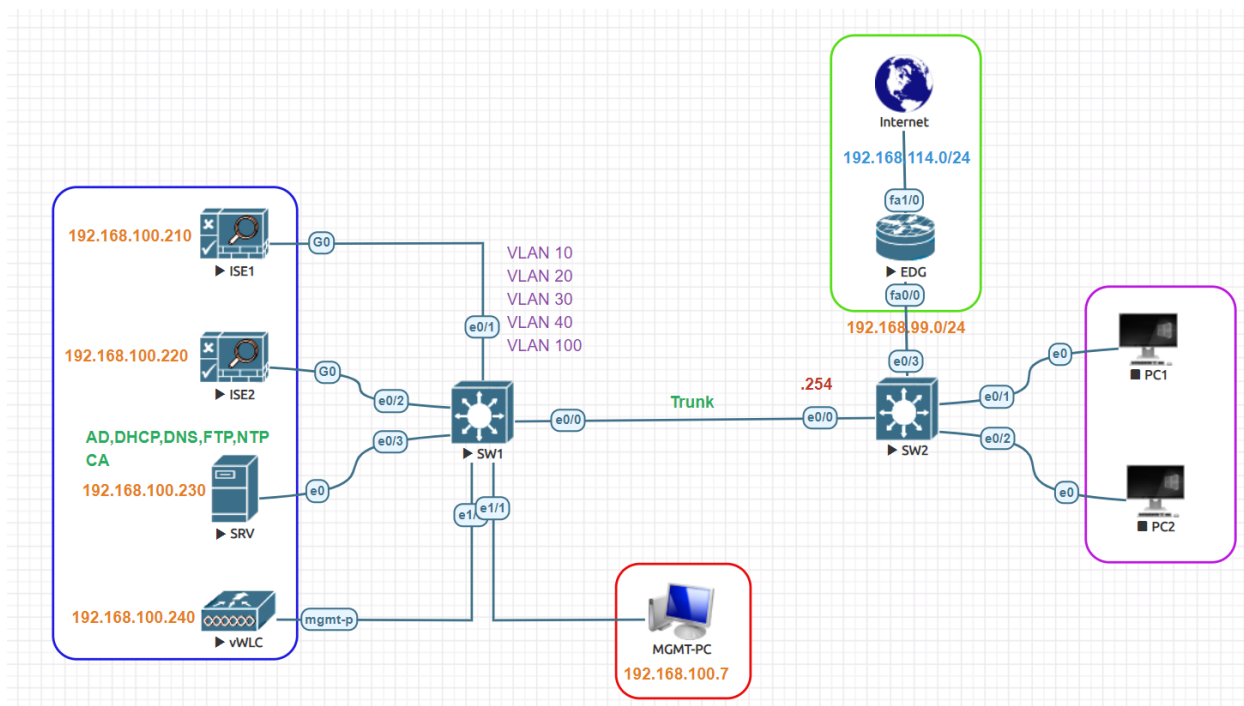 Internet
192.168.114.0/24
fa1/0
EDG
fa0/0
192.168.99.0/24
e0/3
192.168.100.210
G0
ISE1
VLAN 10
VLAN 20
VLAN 30
VLAN 40
VLAN 100
e0/1
192.168.100.220
G0
ISE2
e0/2
e0/3
AD,DHCP,DNS,FTP,NTP
CA
192.168.100.230
e0
SRV
SW1
e0/0
Trunk
.254
e0/0
SW2
e0/1
e0/2
e0
PC1
e0
PC2
e1/1
192.168.100.240
mgmt-p
vWLC
MGMT-PC
192.168.100.7